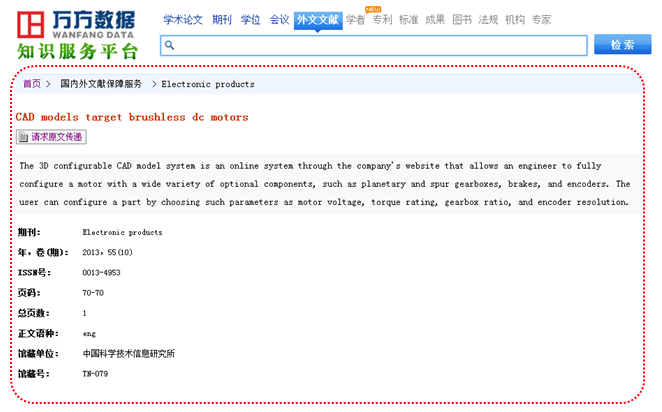 万方数据
WANFANG DATA
知识服务平台
学术论文 期刊 学位 会议 外文文献 学者 NEW 专利 标准 成果 图书 法规 机构 专家
检索
首页 > 国内外文献保障服务 > Electronic products
CAD models target brushless dc motors
请求原文传递
The 3D configurable CAD model system is an online system through the company's website that allows an engineer to fully
configure a motor with a wide variety of optional components, such as planetary and spur gearboxes, brakes, and encoders. The
user can configure a part by choosing such parameters as motor voltage, torque rating, gearbox ratio, and encoder resolution.
期刊: Electronic products
年,卷(期): 2013, 55(10)
ISSN号: 0013-4953
页码: 70-70
总页数: 1
正文语种: eng
馆藏单位: 中国科学技术信息研究所
馆藏号: TN-079